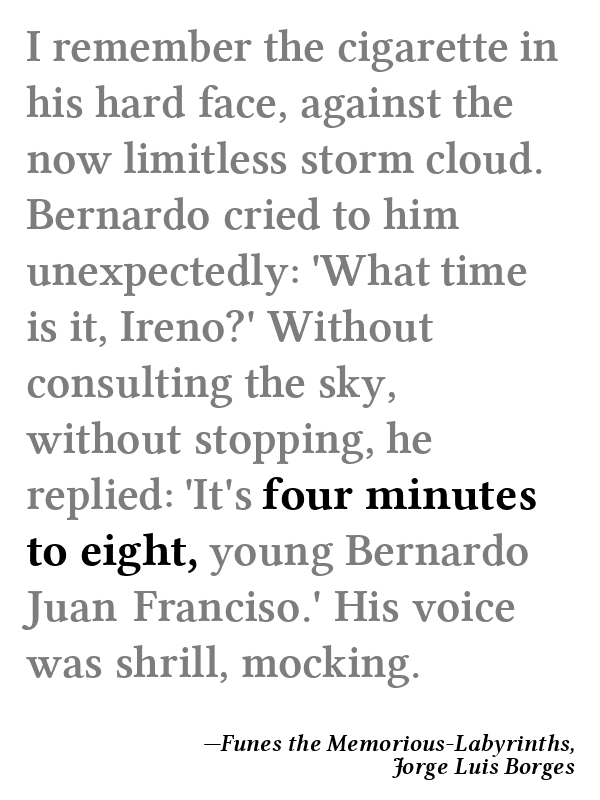 I remember the cigarette in
his hard face, against the
now limitless storm cloud.
Bernardo cried to him
unexpectedly: 'What time
is it, Ireno?' Without
consulting the sky,
without stopping, he
replied: 'It's four minutes
to eight, young Bernardo
Juan Franciso.' His voice
was shrill, mocking.
—Funes the Memorious-Labyrinths,
Jorge Luis Borges